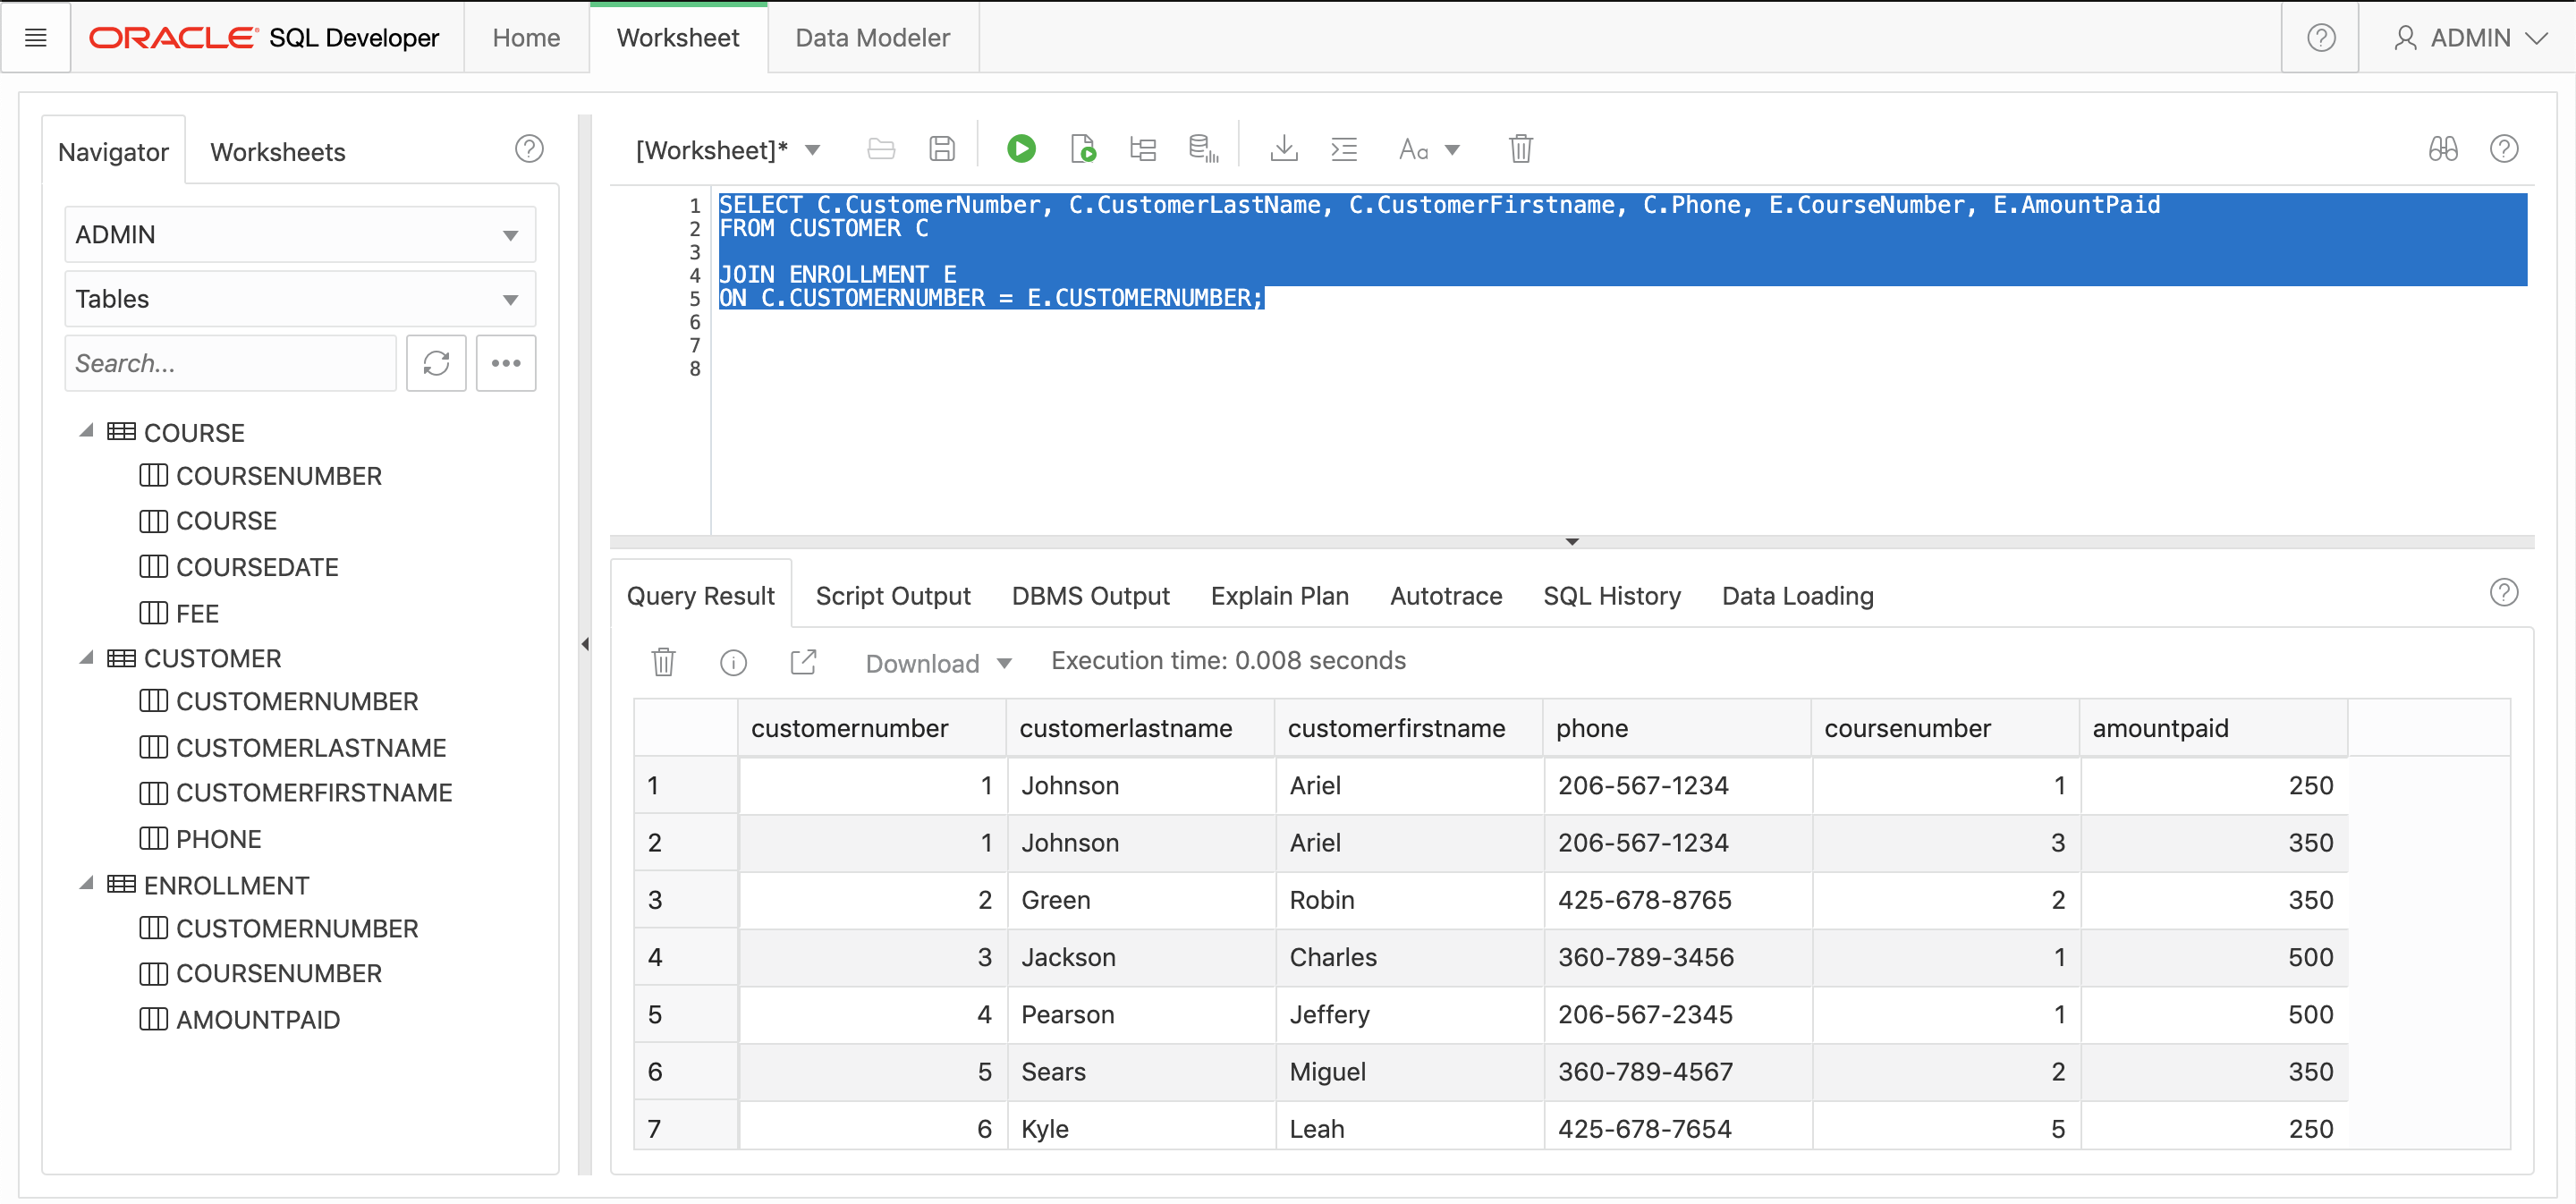 ORACLE SQL Developer Home Worksheet Data Modeler ADMIN
Navigator Worksheets
ADMIN
Tables
Search...
COURSE
COURSENUMBER
COURSE
COURSEDATE
FEE
CUSTOMER
CUSTOMERNUMBER
CUSTOMERLASTNAME
CUSTOMERFIRSTNAME
PHONE
ENROLLMENT
CUSTOMERNUMBER
COURSENUMBER
AMOUNTPAID
[Worksheet]* Aa
1 SELECT C.CustomerNumber, C.CustomerLastName, C.CustomerFirstname, C.Phone, E.CourseNumber, E.AmountPaid
2 FROM CUSTOMER C
3
4 JOIN ENROLLMENT E
5 ON C.CUSTOMERNUMBER = E.CUSTOMERNUMBER;
6
7
8
Query Result Script Output DBMS Output Explain Plan Autotrace SQL History Data Loading
Download Execution time: 0.008 seconds
customernumber customerlastname customerfirstname phone coursenumber amountpaid
1 1 Johnson Ariel 206-567-1234 1 250
2 1 Johnson Ariel 206-567-1234 3 350
3 2 Green Robin 425-678-8765 2 350
4 3 Jackson Charles 360-789-3456 1 500
5 4 Pearson Jeffery 206-567-2345 1 500
6 5 Sears Miguel 360-789-4567 2 350
7 6 Kyle Leah 425-678-7654 5 250